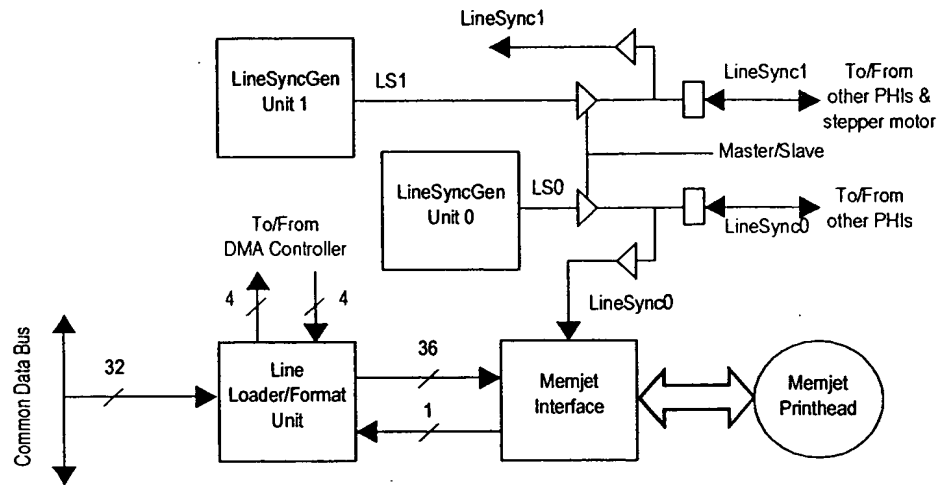 LineSync1
LineSyncGen
Unit 1
LS1
LineSync1
To/From
other PHIs &
stepper motor
Master/Slave
LineSyncGen
Unit 0
LS0
LineSync0
To/From
other PHIs
To/From
DMA Controller
4
4
LineSync0
Common Data Bus
32
Line
Loader/Format
Unit
36
1
Memjet
Interface
Memjet
Printhead